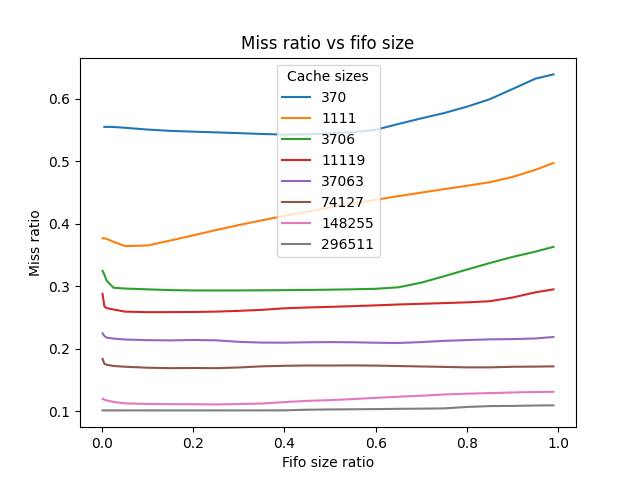 Miss ratio vs fifo size
Cache sizes
370
1111
3706
11119
37063
74127
148255
296511
Miss ratio
0.6
0.5
0.4
0.3
0.2
0.1
0.0 0.2 0.4 0.6 0.8 1.0
Fifo size ratio